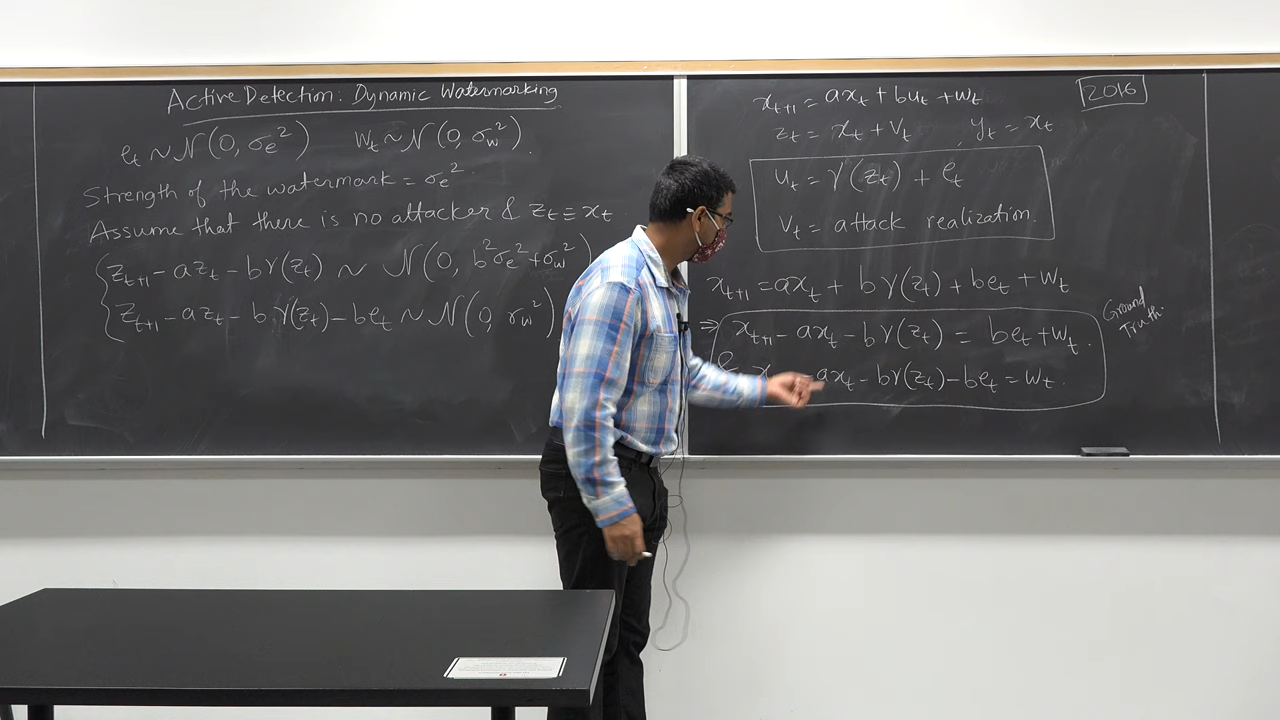 Active Detection: Dynamic Watermarking
e_t ~ N(0, σ_e²)   W_t ~ N(0, σ_w²).
Strength of the watermark = σ_e².
Assume that there is no attacker & z_t ≡ x_t.
z_{t+1} - az_t - bγ(z_t) ~ N(0, b²σ_e² + σ_w²)
z_{t+1} - az_t - bγ(z_t) - be_t ~ N(0, σ_w²)
2016
x_{t+1} = ax_t + bu_t + w_t
z_t = x_t + v_t   y_t = x_t
u_t = γ(z_t) + e_t
v_t = attack realization.
x_{t+1} = ax_t + bγ(z_t) + be_t + w_t
⇒ x_{t+1} - ax_t - bγ(z_t) = be_t + w_t.
& x - ax_t - bγ(z_t) - be_t = w_t.
Ground
Truth.